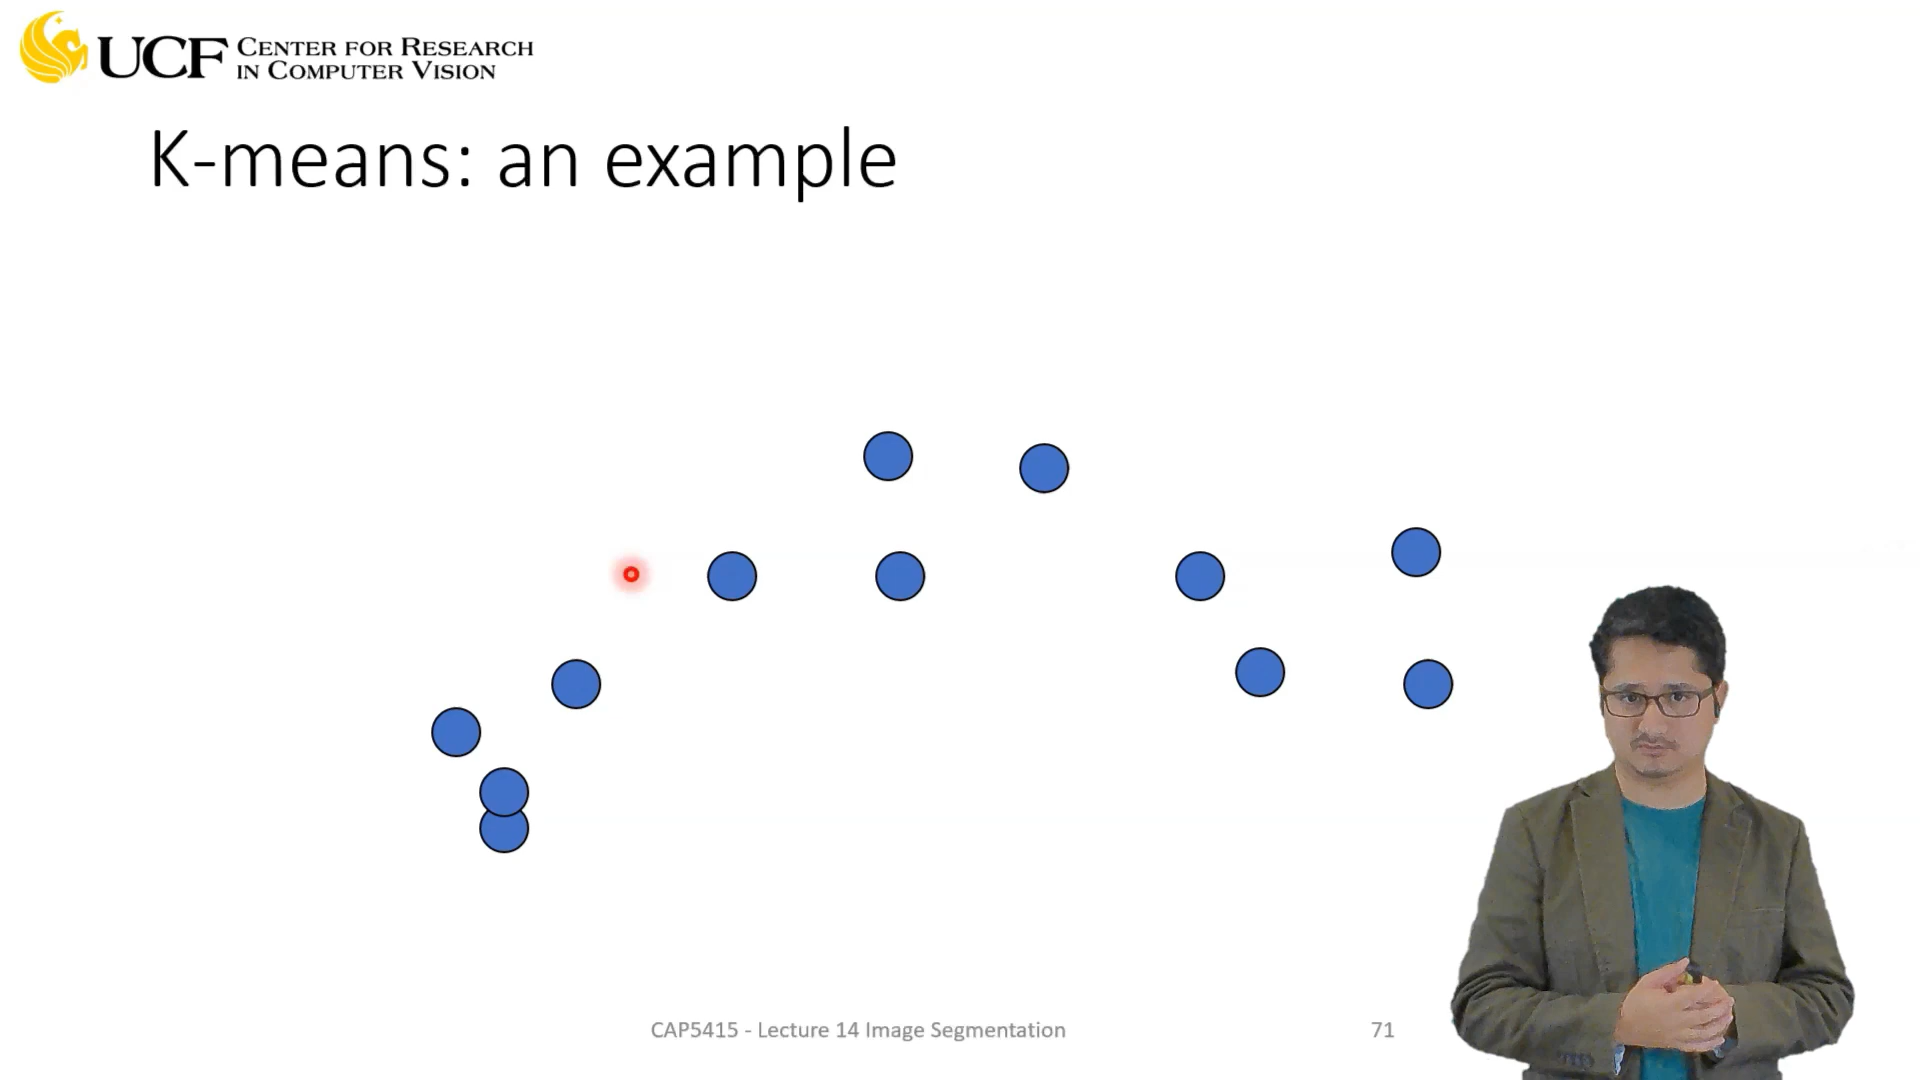 UCF CENTER FOR RESEARCH
IN COMPUTER VISION
K-means: an example
CAP5415 - Lecture 14 Image Segmentation
71